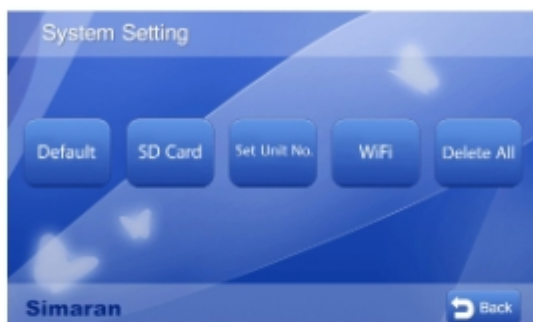 System Setting
Default SD Card Set Unit No. WiFi Delete All
Simaran Back